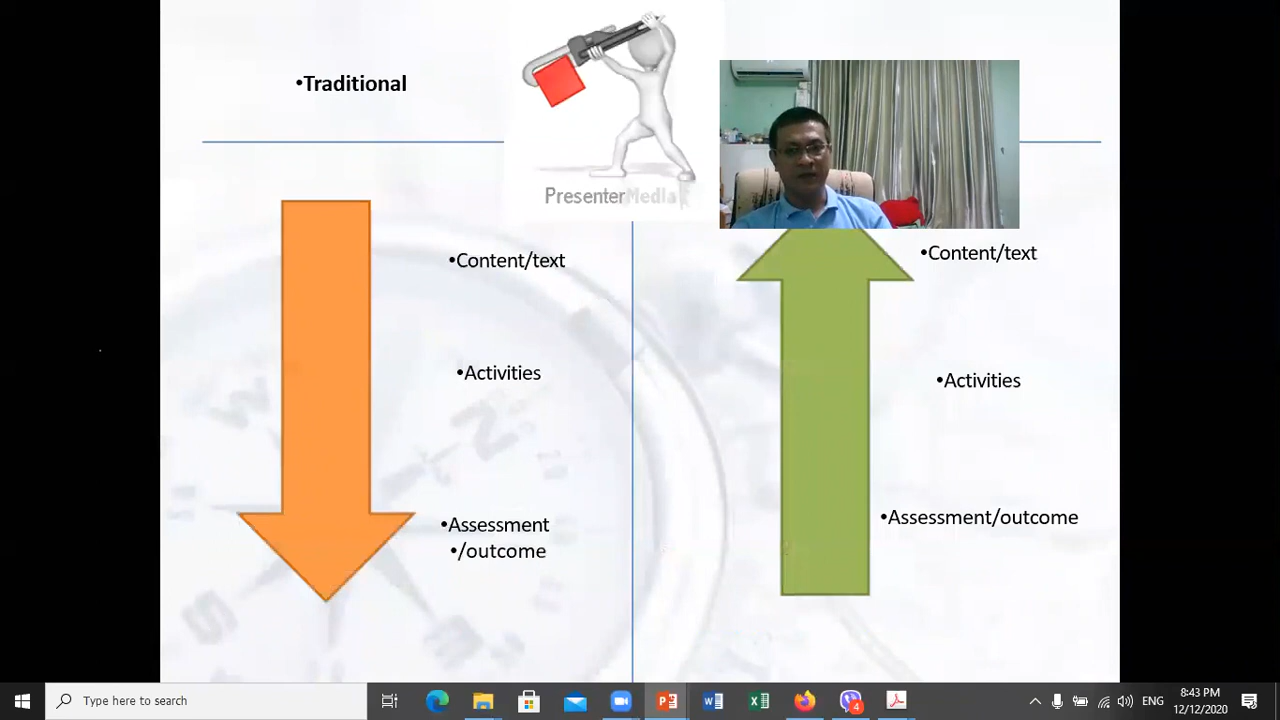 •Traditional
PresenterMedia
•Content/text
•Activities
•Assessment
•/outcome
•Content/text
•Activities
•Assessment/outcome
Type here to search
ENG
8:43 PM
12/12/2020
4